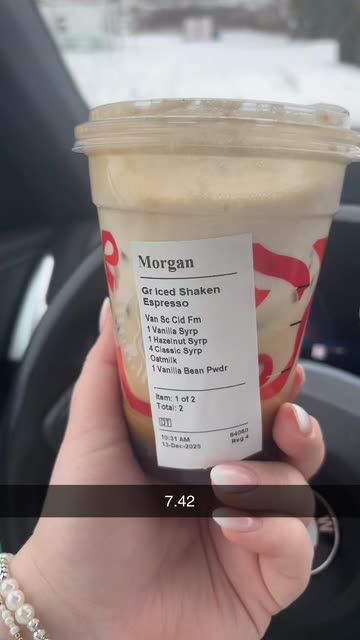 Morgan
Gr Iced Shaken
Espresso
Van Sc Cld Fm
1 Vanilla Syrp
1 Hazelnut Syrp
4 Classic Syrp
Oatmilk
1 Vanilla Bean Pwdr
Item: 1 of 2
Total: 2
DT
10:31 AM
13-Dec-2025
Reg 4
7.42